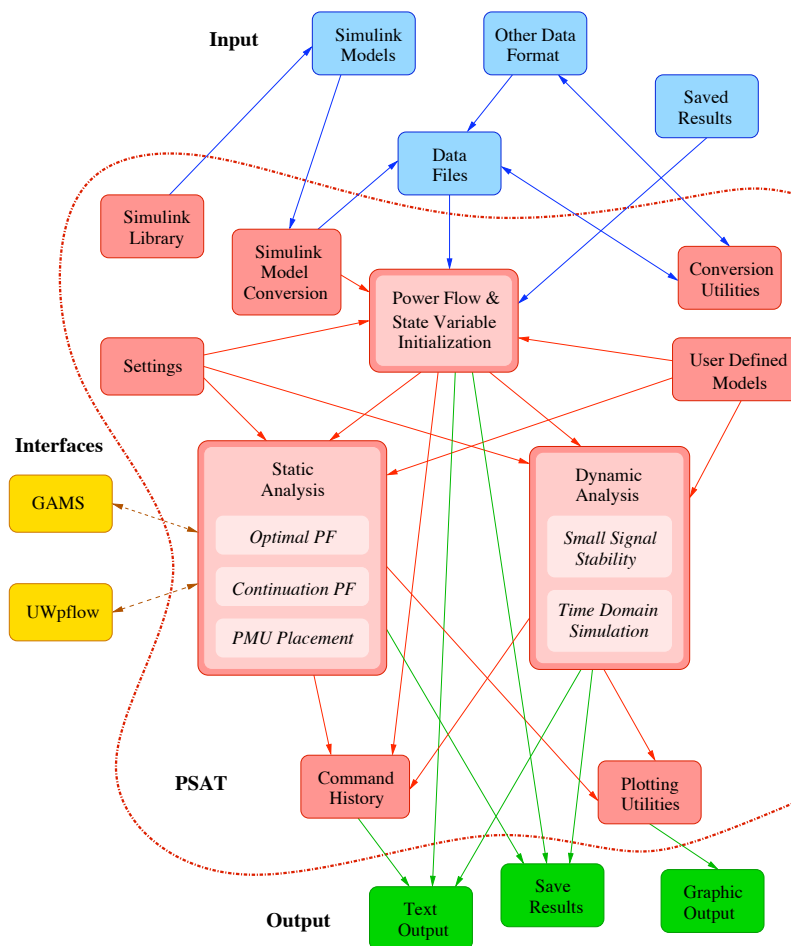 Input
Simulink
Models
Other Data
Format
Saved
Results
Data
Files
Simulink
Library
Simulink
Model
Conversion
Power Flow &
State Variable
Initialization
Conversion
Utilities
Settings
User Defined
Models
Interfaces
GAMS
UWpflow
Static
Analysis
Optimal PF
Continuation PF
PMU Placement
Dynamic
Analysis
Small Signal
Stability
Time Domain
Simulation
PSAT
Command
History
Plotting
Utilities
Output
Text
Output
Save
Results
Graphic
Output